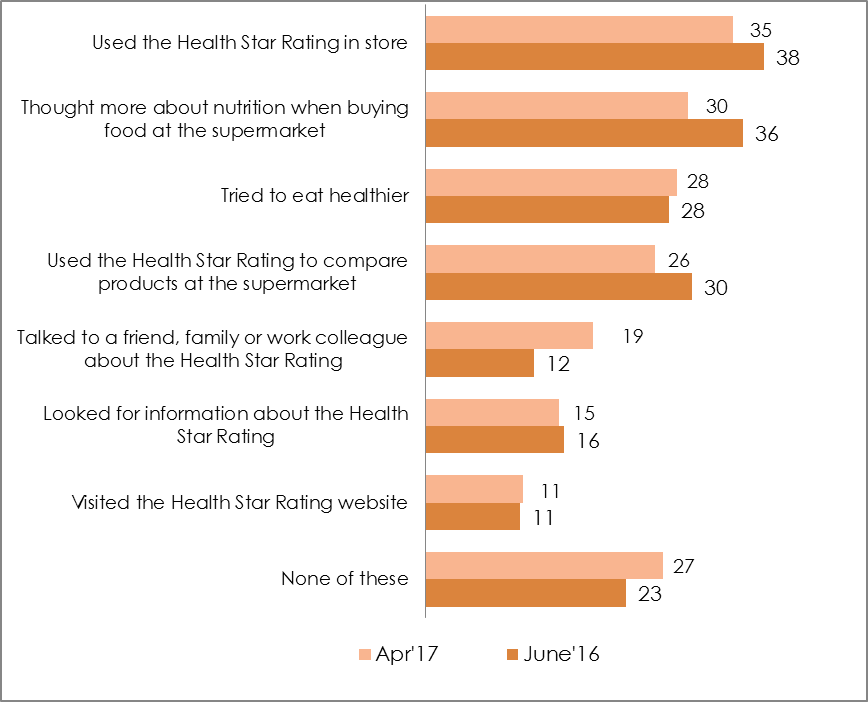 Used the Health Star Rating in store
35
38
Thought more about nutrition when buying
food at the supermarket
30
36
Tried to eat healthier
28
28
Used the Health Star Rating to compare
products at the supermarket
26
30
Talked to a friend, family or work colleague
about the Health Star Rating
19
12
Looked for information about the Health
Star Rating
15
16
Visited the Health Star Rating website
11
11
None of these
27
23
Apr'17 June'16